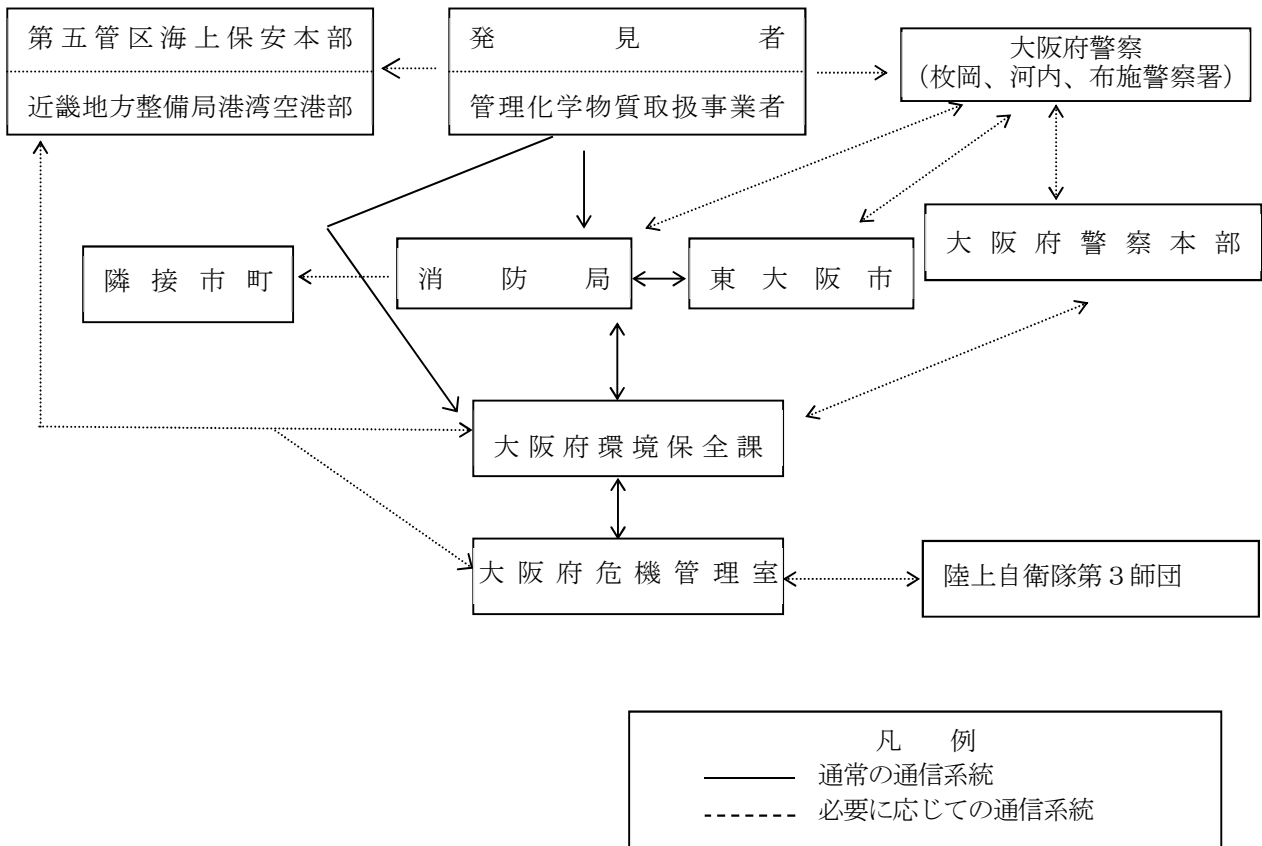 第五管区海上保安本部
近畿地方整備局港湾空港部
発見者
管理化学物質取扱事業者
大阪府警察
(枚岡、河内、布施警察署)
大阪府警察本部
隣接市町
消防局
東大阪市
大阪府環境保全課
大阪府危機管理室
陸上自衛隊第3師団
凡例
通常の通信系統
必要に応じての通信系統